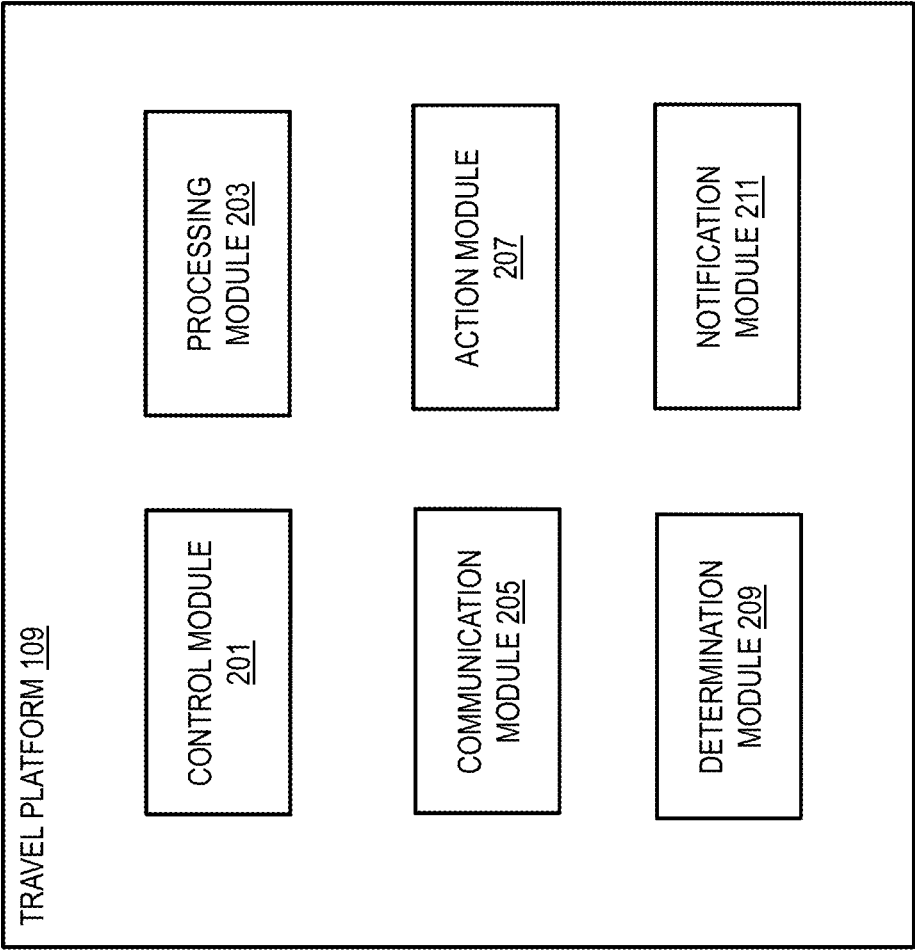 TRAVEL PLATFORM 109
CONTROL MODULE
201
PROCESSING
MODULE 203
COMMUNICATION
MODULE 205
ACTION MODULE
207
DETERMINATION
MODULE 209
NOTIFICATION
MODULE 211